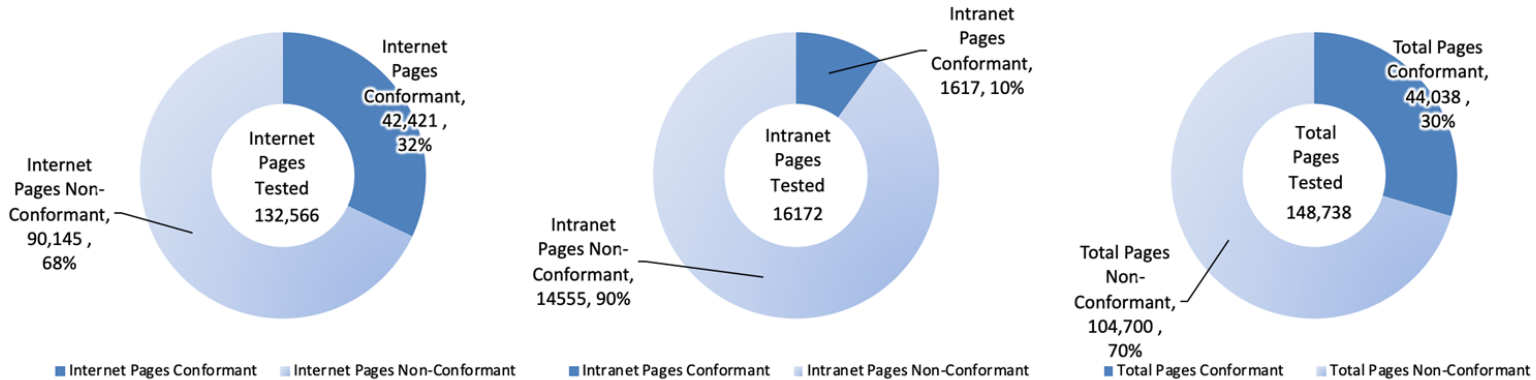 Internet
Pages
Conformant,
42,421 ,
32%
Internet
Pages
Tested
132,566
Internet
Pages Non-
Conformant,
90,145 ,
68%
Internet Pages Conformant
Internet Pages Non-Conformant
Intranet
Pages
Conformant,
1617, 10%
Intranet
Pages
Tested
16172
Intranet
Pages Non-
Conformant,
14555, 90%
Intranet Pages Conformant
Intranet Pages Non-Conformant
Total Pages
Conformant,
44,038 ,
30%
Total
Pages
Tested
148,738
Total Pages
Non-
Conformant,
104,700 ,
70%
Total Pages Conformant
Total Pages Non-Conformant